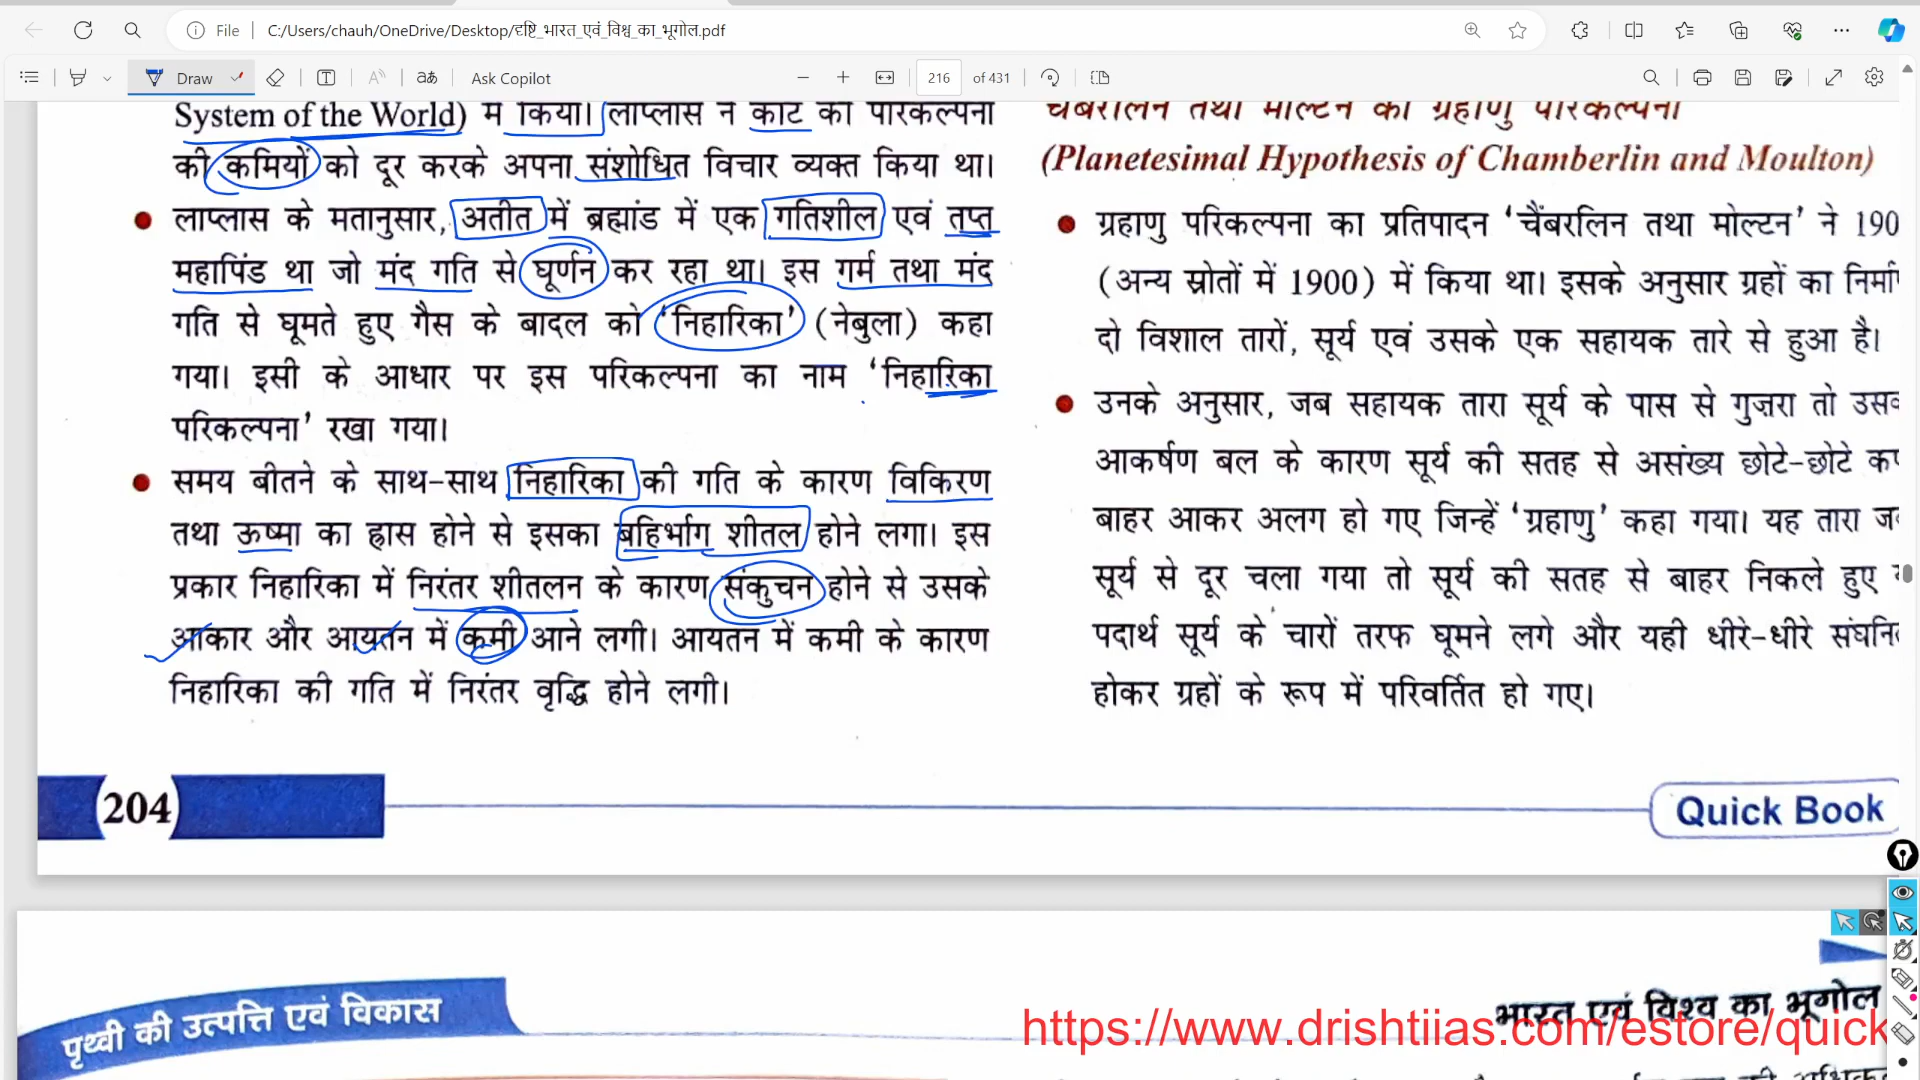 File
C:/Users/chauh/OneDrive/Desktop/दृष्टि_भारत_एवं_विश्व_का_भूगोल.pdf
Draw
Ask Copilot
216
of 431
System of the World) में किया। लाप्लास ने कांट की परिकल्पना
की कमियों को दूर करके अपना संशोधित विचार व्यक्त किया था।
लाप्लास के मतानुसार, अतीत में ब्रह्मांड में एक गतिशील एवं तप्त
महापिंड था जो मंद गति से घूर्णन कर रहा था। इस गर्म तथा मंद
गति से घूमते हुए गैस के बादल को 'निहारिका' (नेबुला) कहा
गया। इसी के आधार पर इस परिकल्पना का नाम 'निहारिका
परिकल्पना' रखा गया।
समय बीतने के साथ-साथ निहारिका की गति के कारण विकिरण
तथा ऊष्मा का ह्रास होने से इसका बहिर्भाग शीतल होने लगा। इस
प्रकार निहारिका में निरंतर शीतलन के कारण संकुचन होने से उसके
आकार और आयतन में कमी आने लगी। आयतन में कमी के कारण
निहारिका की गति में निरंतर वृद्धि होने लगी।
चैंबरलिन तथा मोल्टन की ग्रहाणु परिकल्पना
(Planetesimal Hypothesis of Chamberlin and Moulton)
ग्रहाणु परिकल्पना का प्रतिपादन 'चैंबरलिन तथा मोल्टन' ने 190
(अन्य स्रोतों में 1900) में किया था। इसके अनुसार ग्रहों का
दो विशाल तारों, सूर्य एवं उसके एक सहायक तारे से हुआ है।
उनके अनुसार, जब सहायक तारा सूर्य के पास से गुज़रा तो
आकर्षण बल के कारण सूर्य की सतह से असंख्य छोटे-छोटे
बाहर आकर अलग हो गए जिन्हें 'ग्रहाणु' कहा गया। यह तारा
सूर्य से दूर चला गया तो सूर्य की सतह से बाहर निकले हुए
पदार्थ सूर्य के चारों तरफ घूमने लगे और यही धीरे-धीरे
होकर ग्रहों के रूप में परिवर्तित हो गए।
204
Quick Book
पृथ्वी की उत्पत्ति एवं विकास
भारत एवं विश्व का भूगोल
https://www.drishtiias.com/estore/quick